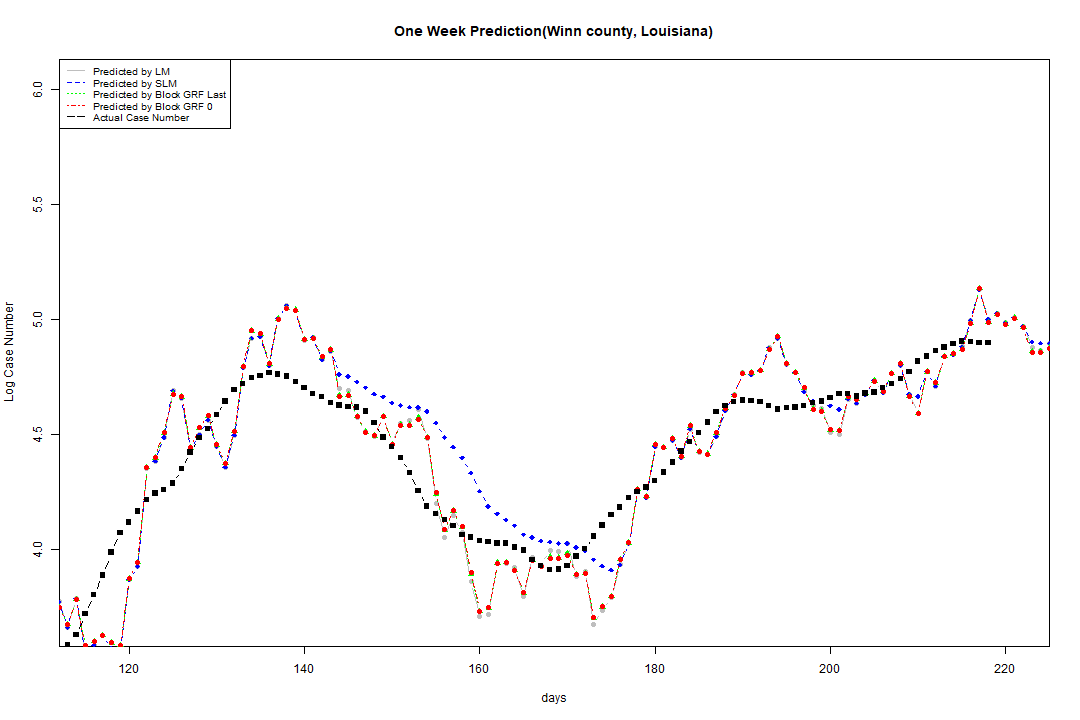 One Week Prediction(Winn county, Louisiana)
Predicted by LM
Predicted by SLM
Predicted by Block GRF Last
Predicted by Block GRF 0
Actual Case Number
Log Case Number
6.0
5.5
5.0
4.5
4.0
120 140 160 180 200 220
days